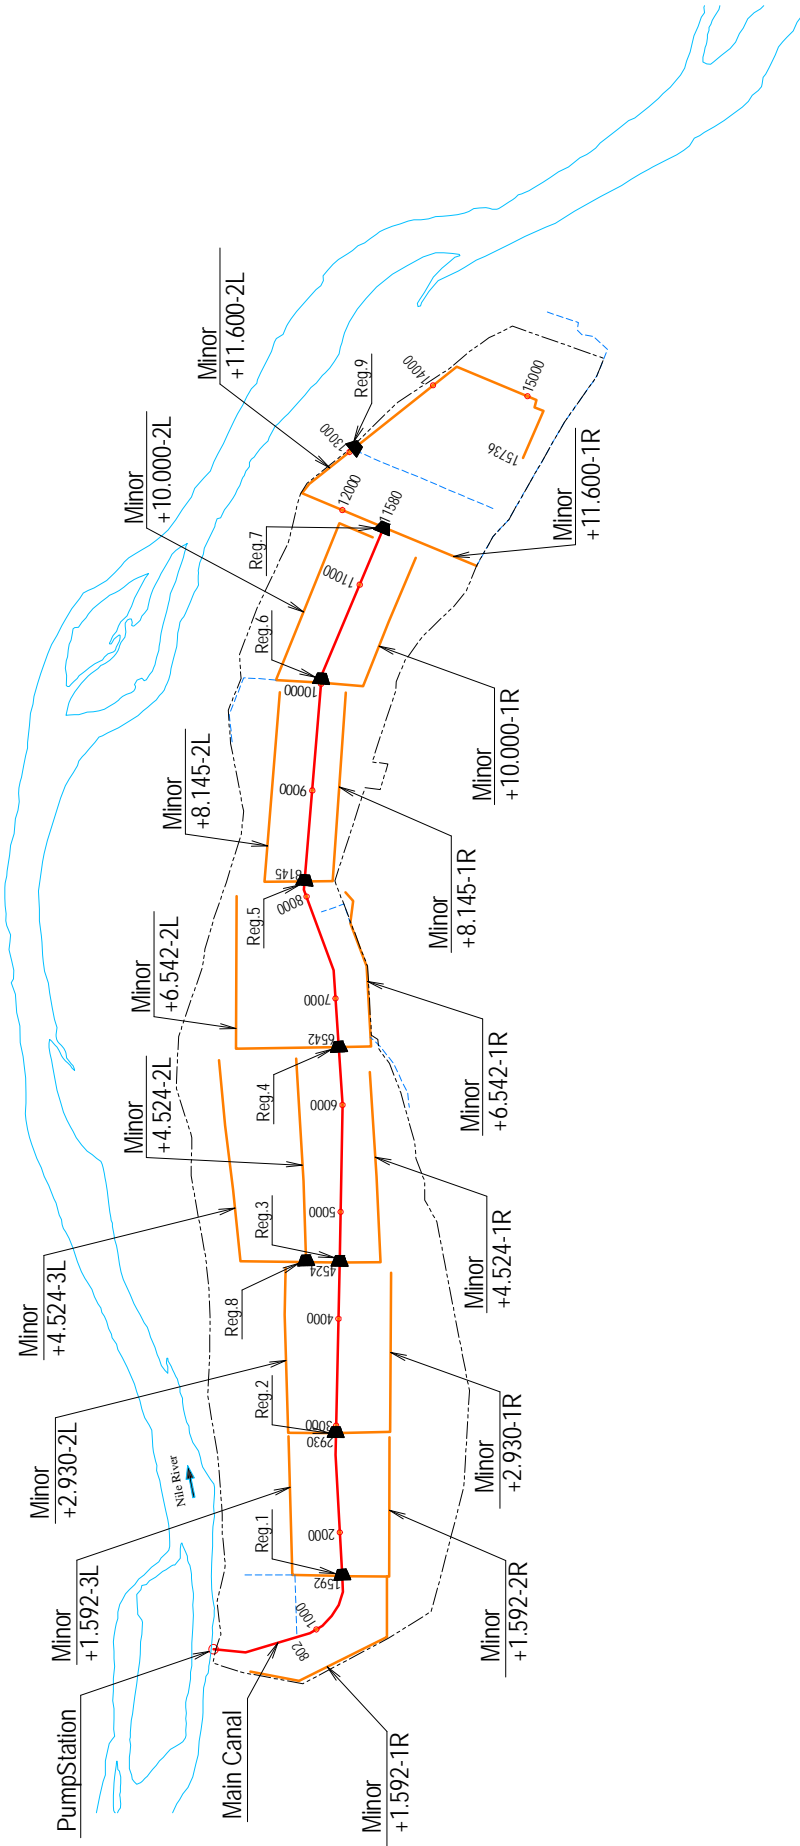 PumpStation
Main Canal
Minor
+1.592-1R
Minor
+1.592-3L
Minor
+1.592-2R
Minor
+2.930-2L
Minor
+2.930-1R
Minor
+4.524-3L
Minor
+4.524-2L
Minor
+4.524-1R
Minor
+6.542-2L
Minor
+6.542-1R
Minor
+8.145-2L
Minor
+8.145-1R
Minor
+10.000-2L
Minor
+10.000-1R
Minor
+11.600-2L
Minor
+11.600-1R
Nile River
Reg.1
Reg.2
Reg.8
Reg.3
Reg.4
Reg.5
Reg.6
Reg.7
Reg.9
802
1000
1592
2000
2930
3000
4000
4524
5000
6000
6542
7000
8000
8145
9000
10000
11000
11580
12000
13000
14000
15000
15736